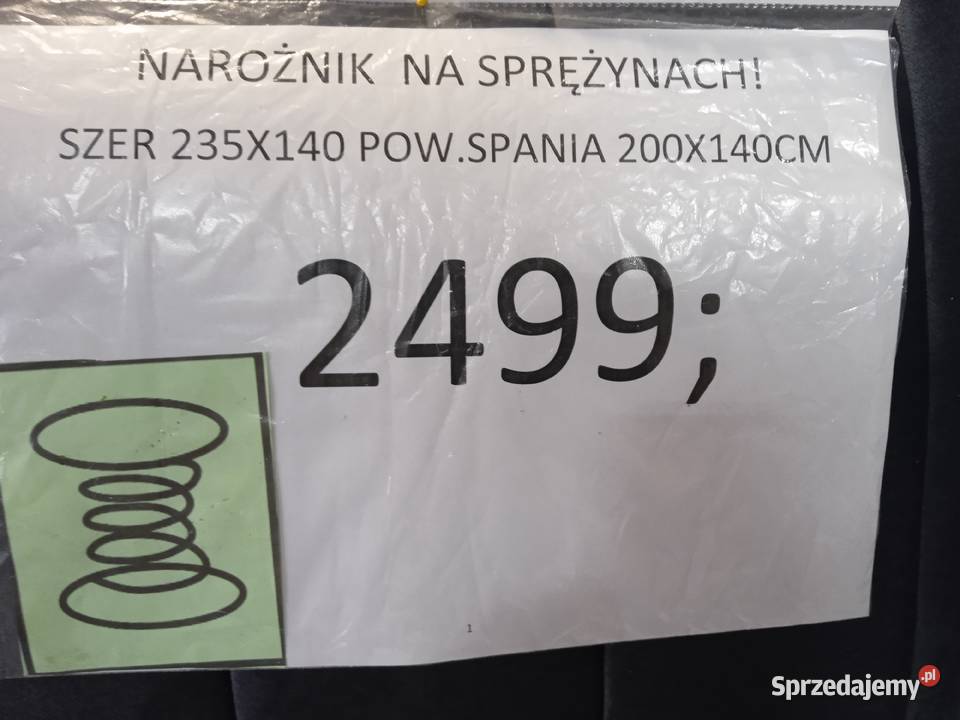 NAROŻNIK NA SPRĘŻYNACH!
SZER 235X140 POW.SPANIA 200X140CM
2499;
1
Sprzedajemy.pl